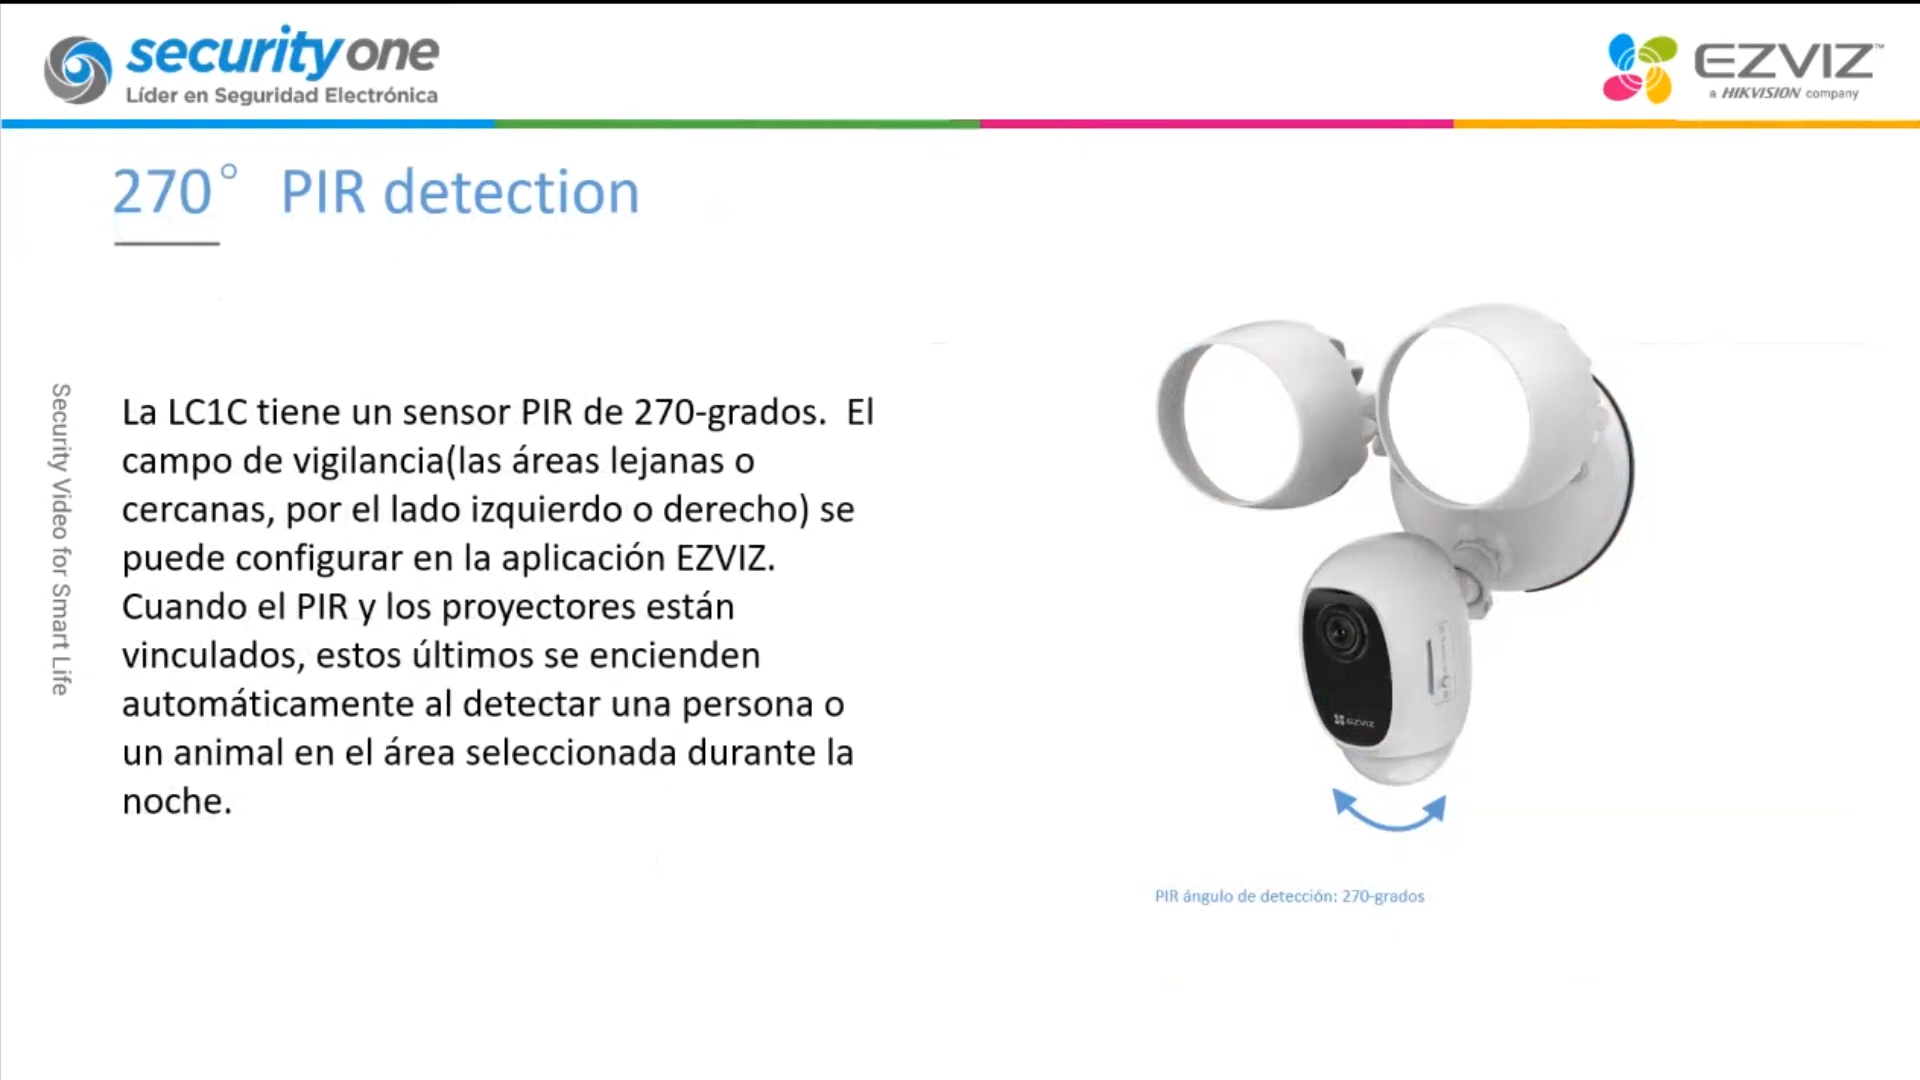 securityone
Líder en Seguridad Electrónica
EZVIZ™
a HIKVISION company
270° PIR detection
Security Video for Smart Life
La LC1C tiene un sensor PIR de 270-grados. El
campo de vigilancia(las áreas lejanas o
cercanas, por el lado izquierdo o derecho) se
puede configurar en la aplicación EZVIZ.
Cuando el PIR y los proyectores están
vinculados, estos últimos se encienden
automáticamente al detectar una persona o
un animal en el área seleccionada durante la
noche.
EZVIZ
PIR ángulo de detección: 270-grados